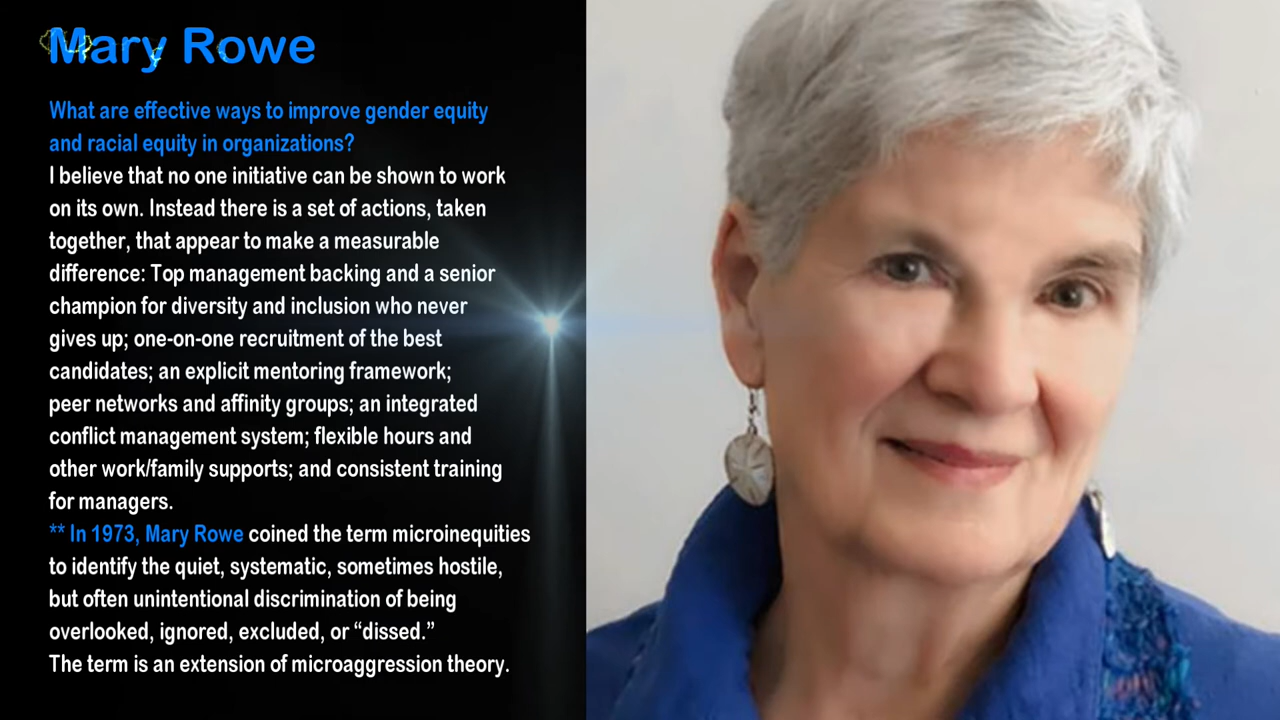 Mary Rowe
What are effective ways to improve gender equity
and racial equity in organizations?
I believe that no one initiative can be shown to work
on its own. Instead there is a set of actions, taken
together, that appear to make a measurable
difference: Top management backing and a senior
champion for diversity and inclusion who never
gives up; one-on-one recruitment of the best
candidates; an explicit mentoring framework;
peer networks and affinity groups; an integrated
conflict management system; flexible hours and
other work/family supports; and consistent training
for managers.
** In 1973, Mary Rowe coined the term microinequities
to identify the quiet, systematic, sometimes hostile,
but often unintentional discrimination of being
overlooked, ignored, excluded, or “dissed.”
The term is an extension of microaggression theory.